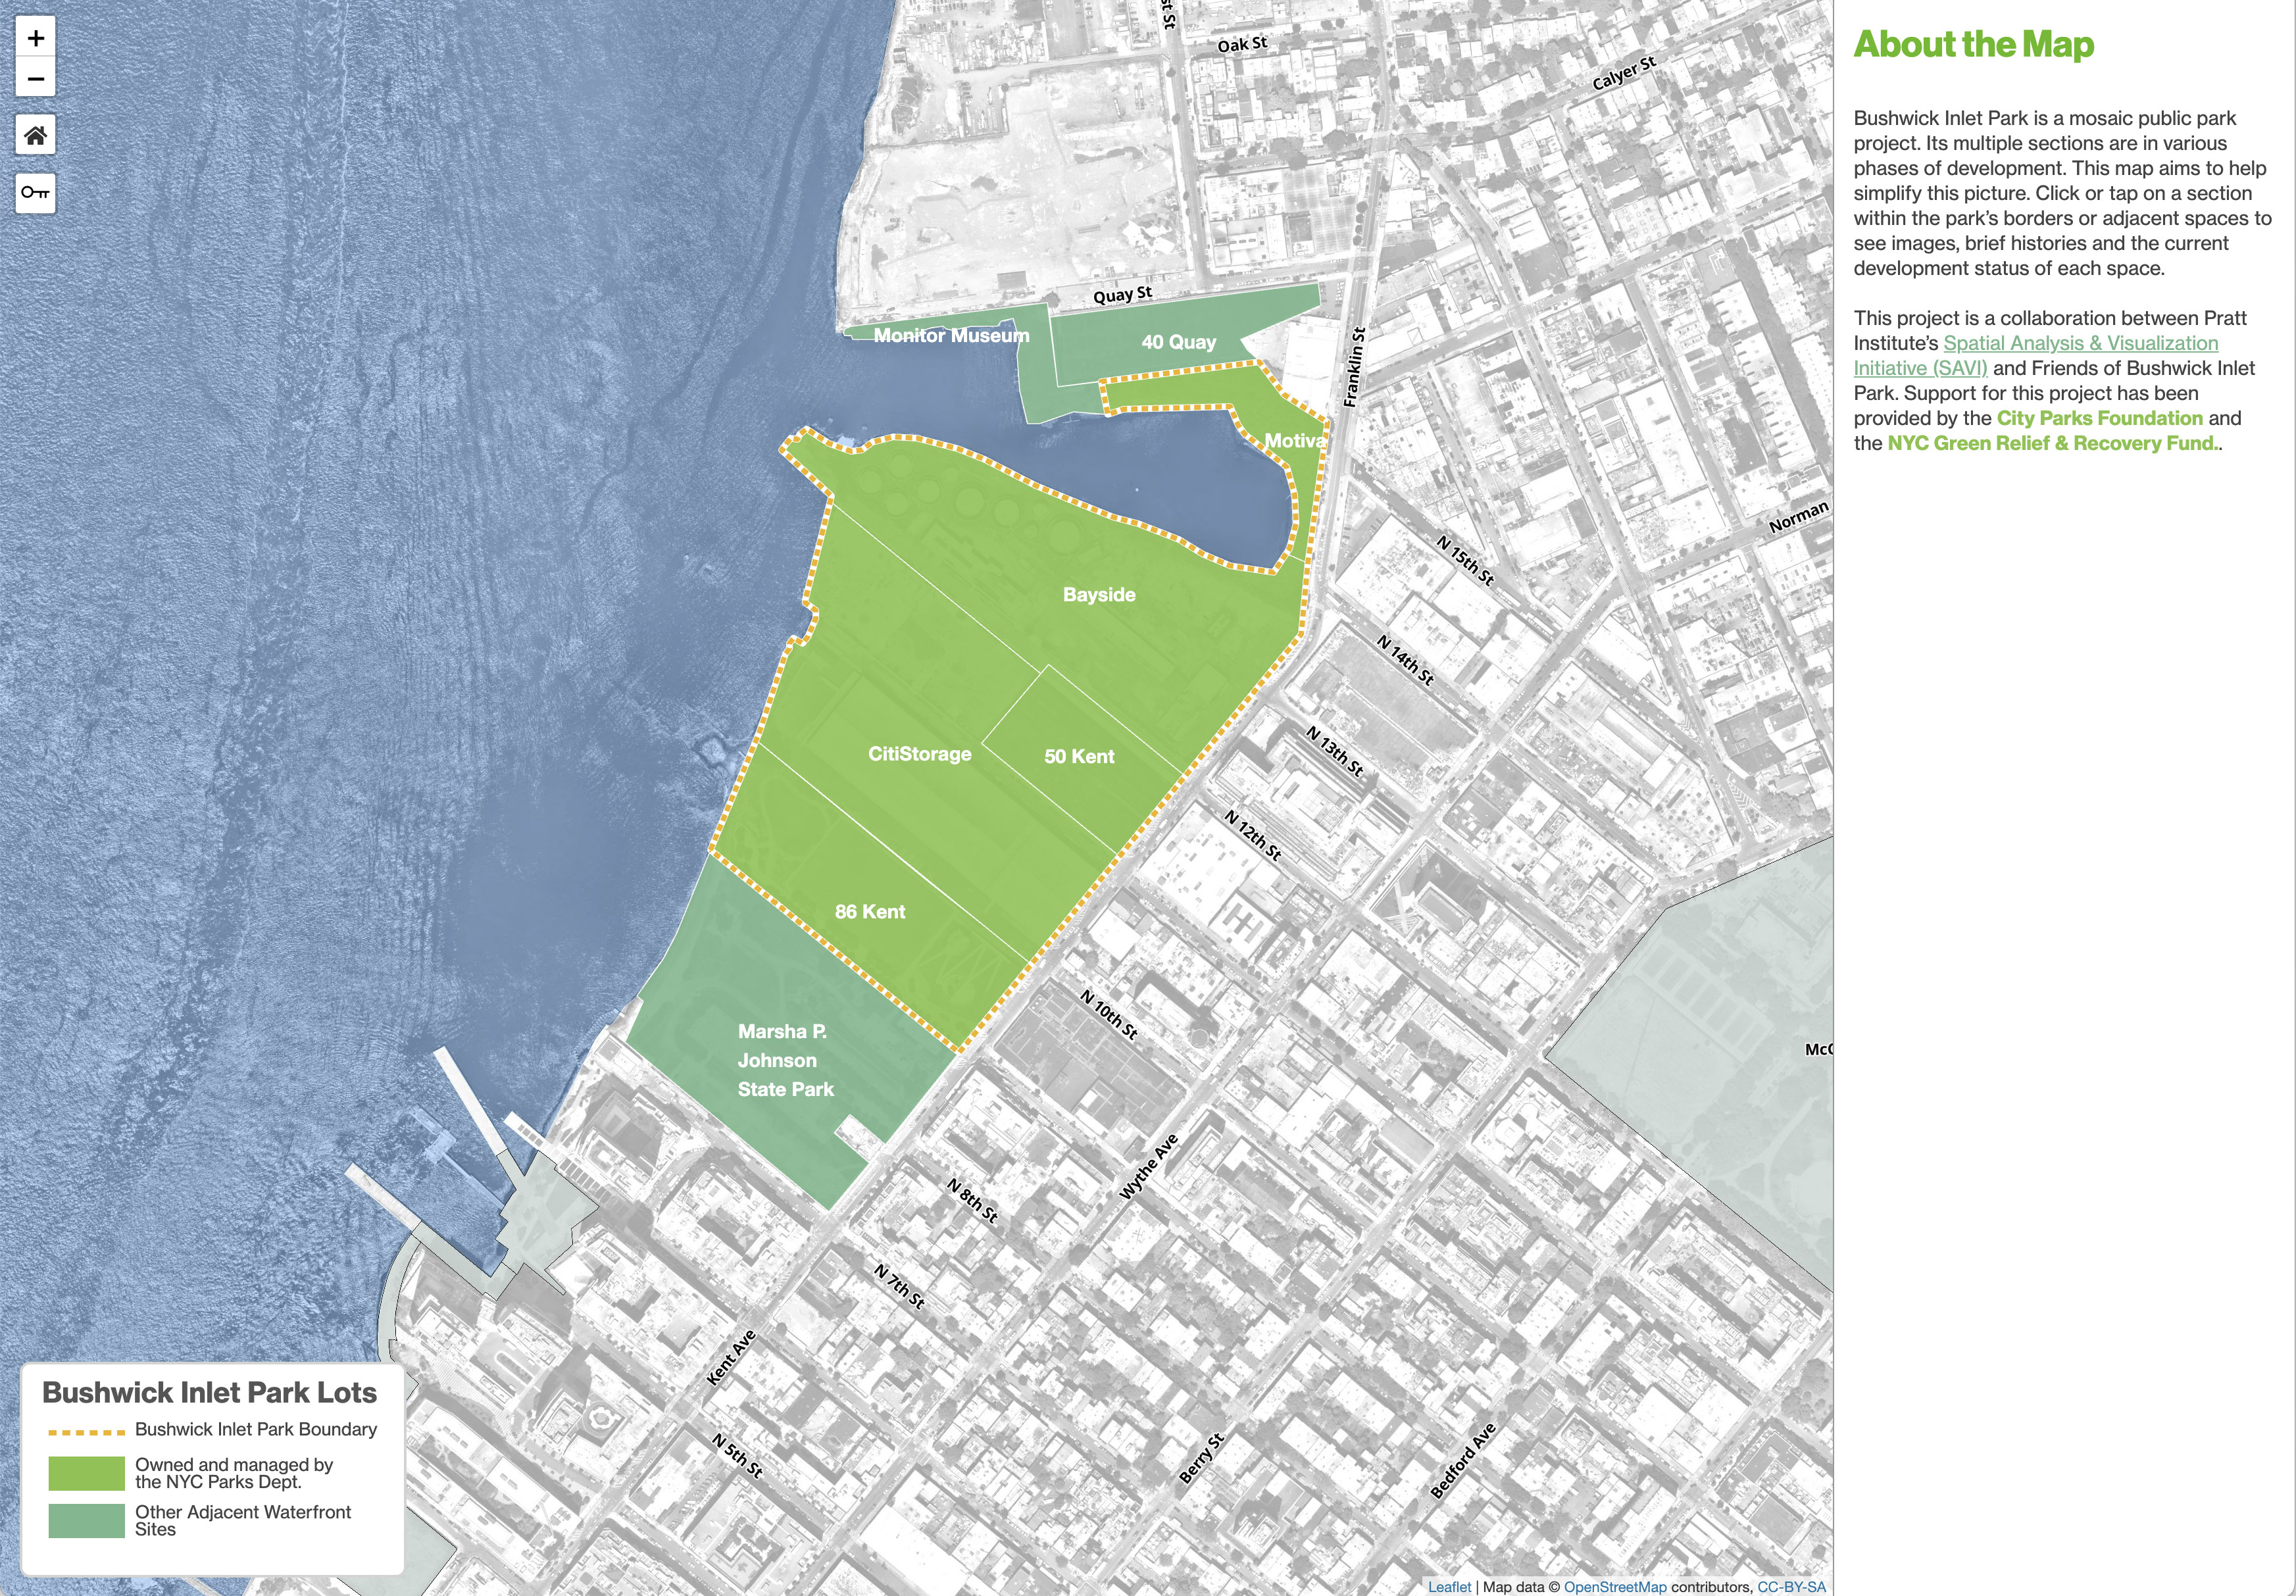 +
−
st St
Oak St
Calyer St
Quay St
Monitor Museum
40 Quay
Franklin St
Motiva
Norman
N 15th St
Bayside
N 14th St
N 13th St
CitiStorage
50 Kent
N 12th St
86 Kent
N 10th St
Marsha P.
Johnson
State Park
McC
Wythe Ave
N 8th St
N 7th St
Kent Ave
N 5th St
Berry St
Bedford Ave
Bushwick Inlet Park Lots
Bushwick Inlet Park Boundary
Owned and managed by
the NYC Parks Dept.
Other Adjacent Waterfront
Sites
Leaflet | Map data © OpenStreetMap contributors, CC-BY-SA
About the Map
Bushwick Inlet Park is a mosaic public park
project. Its multiple sections are in various
phases of development. This map aims to help
simplify this picture. Click or tap on a section
within the park’s borders or adjacent spaces to
see images, brief histories and the current
development status of each space.
This project is a collaboration between Pratt
Institute’s Spatial Analysis & Visualization
Initiative (SAVI) and Friends of Bushwick Inlet
Park. Support for this project has been
provided by the City Parks Foundation and
the NYC Green Relief & Recovery Fund..